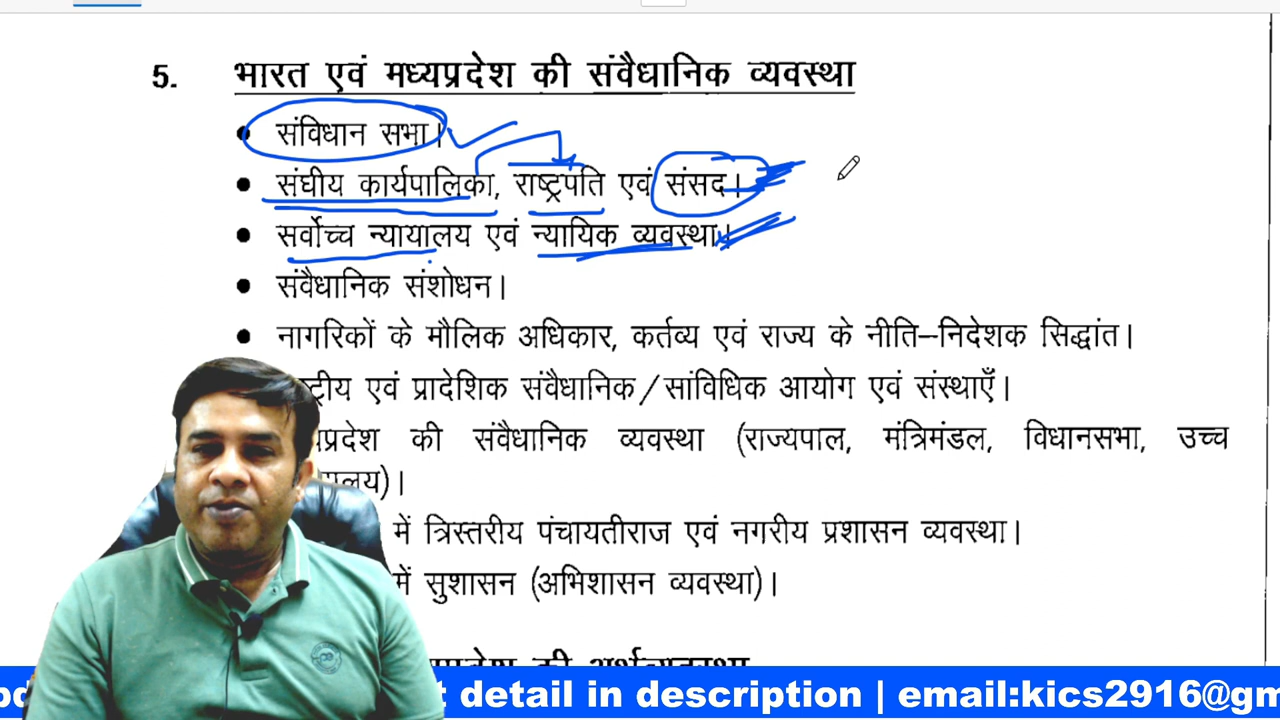 5. भारत एवं मध्यप्रदेश की संवैधानिक व्यवस्था
• संविधान सभा।
• संघीय कार्यपालिका, राष्ट्रपति एवं संसद।
• सर्वोच्च न्यायालय एवं न्यायिक व्यवस्था।
• संवैधानिक संशोधन।
• नागरिकों के मौलिक अधिकार, कर्तव्य एवं राज्य के नीति–निदेशक सिद्धांत।
एवं प्रादेशिक संवैधानिक/सांविधिक आयोग एवं संस्थाएँ।
की संवैधानिक व्यवस्था (राज्यपाल, मंत्रिमंडल, विधानसभा, उच्च
में त्रिस्तरीय पंचायतीराज एवं नगरीय प्रशासन व्यवस्था।
में सुशासन (अभिशासन व्यवस्था)।
detail in description | email:kics2916@gm